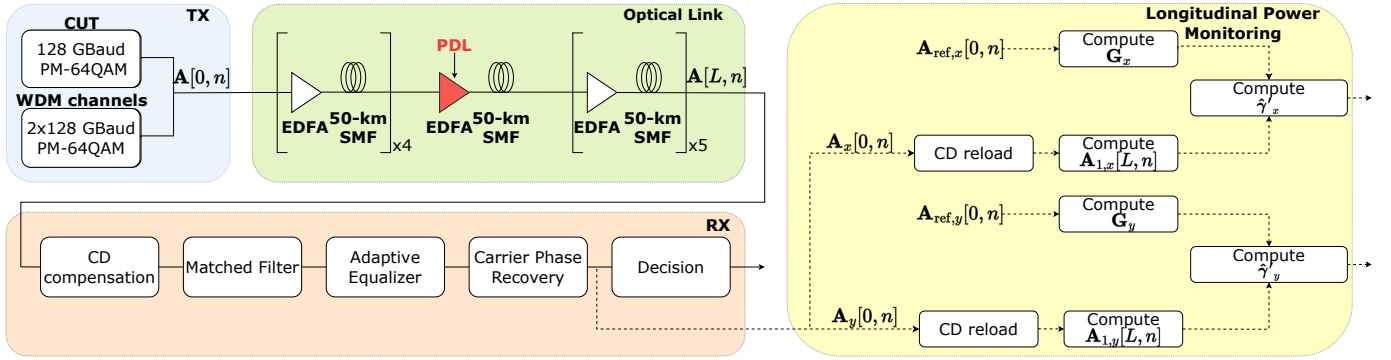 TX
CUT
128 GBaud
PM-64QAM
WDM channels
2x128 GBaud
PM-64QAM
A[0, n]
Optical Link
PDL
EDFA
50-km
SMF
x4
EDFA
50-km
SMF
EDFA
50-km
SMF
x5
A[L, n]
RX
CD
compensation
Matched Filter
Adaptive
Equalizer
Carrier Phase
Recovery
Decision
Longitudinal Power
Monitoring
A_ref,x[0, n]
Compute
G_x
Compute
γ̂'_x
A_x[0, n]
CD reload
Compute
A_1,x[L, n]
A_ref,y[0, n]
Compute
G_y
Compute
γ̂'_y
A_y[0, n]
CD reload
Compute
A_1,y[L, n]